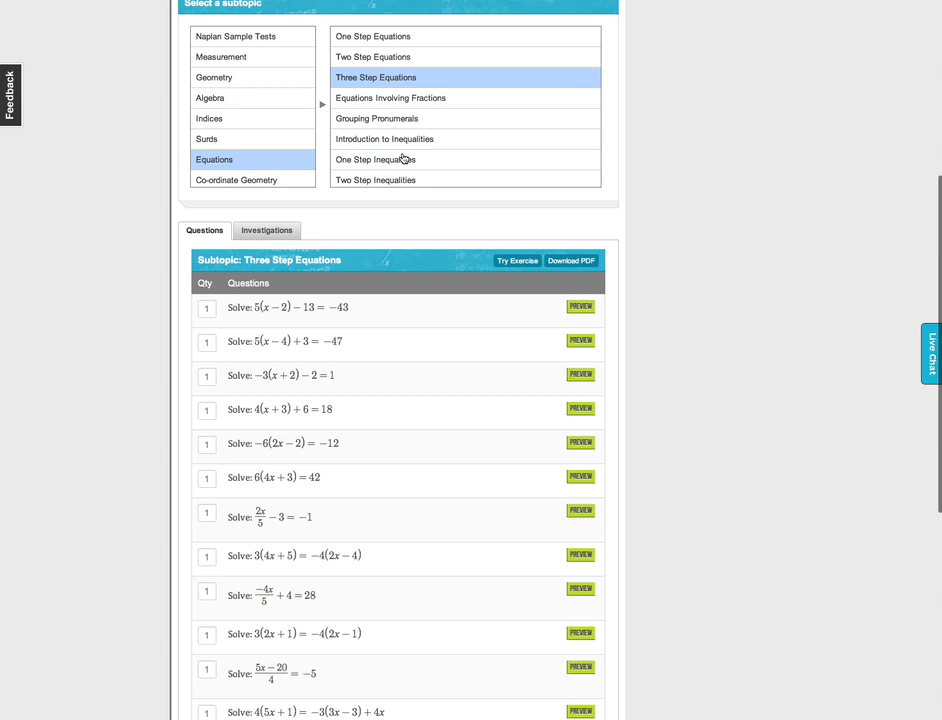 Select a subtopic
Naplan Sample Tests
Measurement
Geometry
Algebra
Indices
Surds
Equations
Co-ordinate Geometry
One Step Equations
Two Step Equations
Three Step Equations
Equations Involving Fractions
Grouping Pronumerals
Introduction to Inequalities
One Step Inequalities
Two Step Inequalities
Feedback
Questions
Investigations
Subtopic: Three Step Equations
Try Exercise
Download PDF
Qty Questions
1 Solve: 5(x − 2) − 13 = −43 PREVIEW
1 Solve: 5(x − 4) + 3 = −47 PREVIEW
1 Solve: −3(x + 2) − 2 = 1 PREVIEW
1 Solve: 4(x + 3) + 6 = 18 PREVIEW
1 Solve: −6(2x − 2) = −12 PREVIEW
1 Solve: 6(4x + 3) = 42 PREVIEW
1 Solve: 2x/5 − 3 = −1 PREVIEW
1 Solve: 3(4x + 5) = −4(2x − 4) PREVIEW
1 Solve: −4x/5 + 4 = 28 PREVIEW
1 Solve: 3(2x + 1) = −4(2x − 1) PREVIEW
1 Solve: 5x − 20/4 = −5 PREVIEW
1 Solve: 4(5x + 1) = −3(3x − 3) + 4x PREVIEW
Live Chat